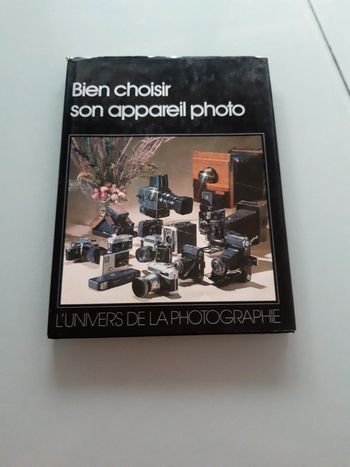 Bien choisir
son appareil photo
L'UNIVERS DE LA PHOTOGRAPHIE